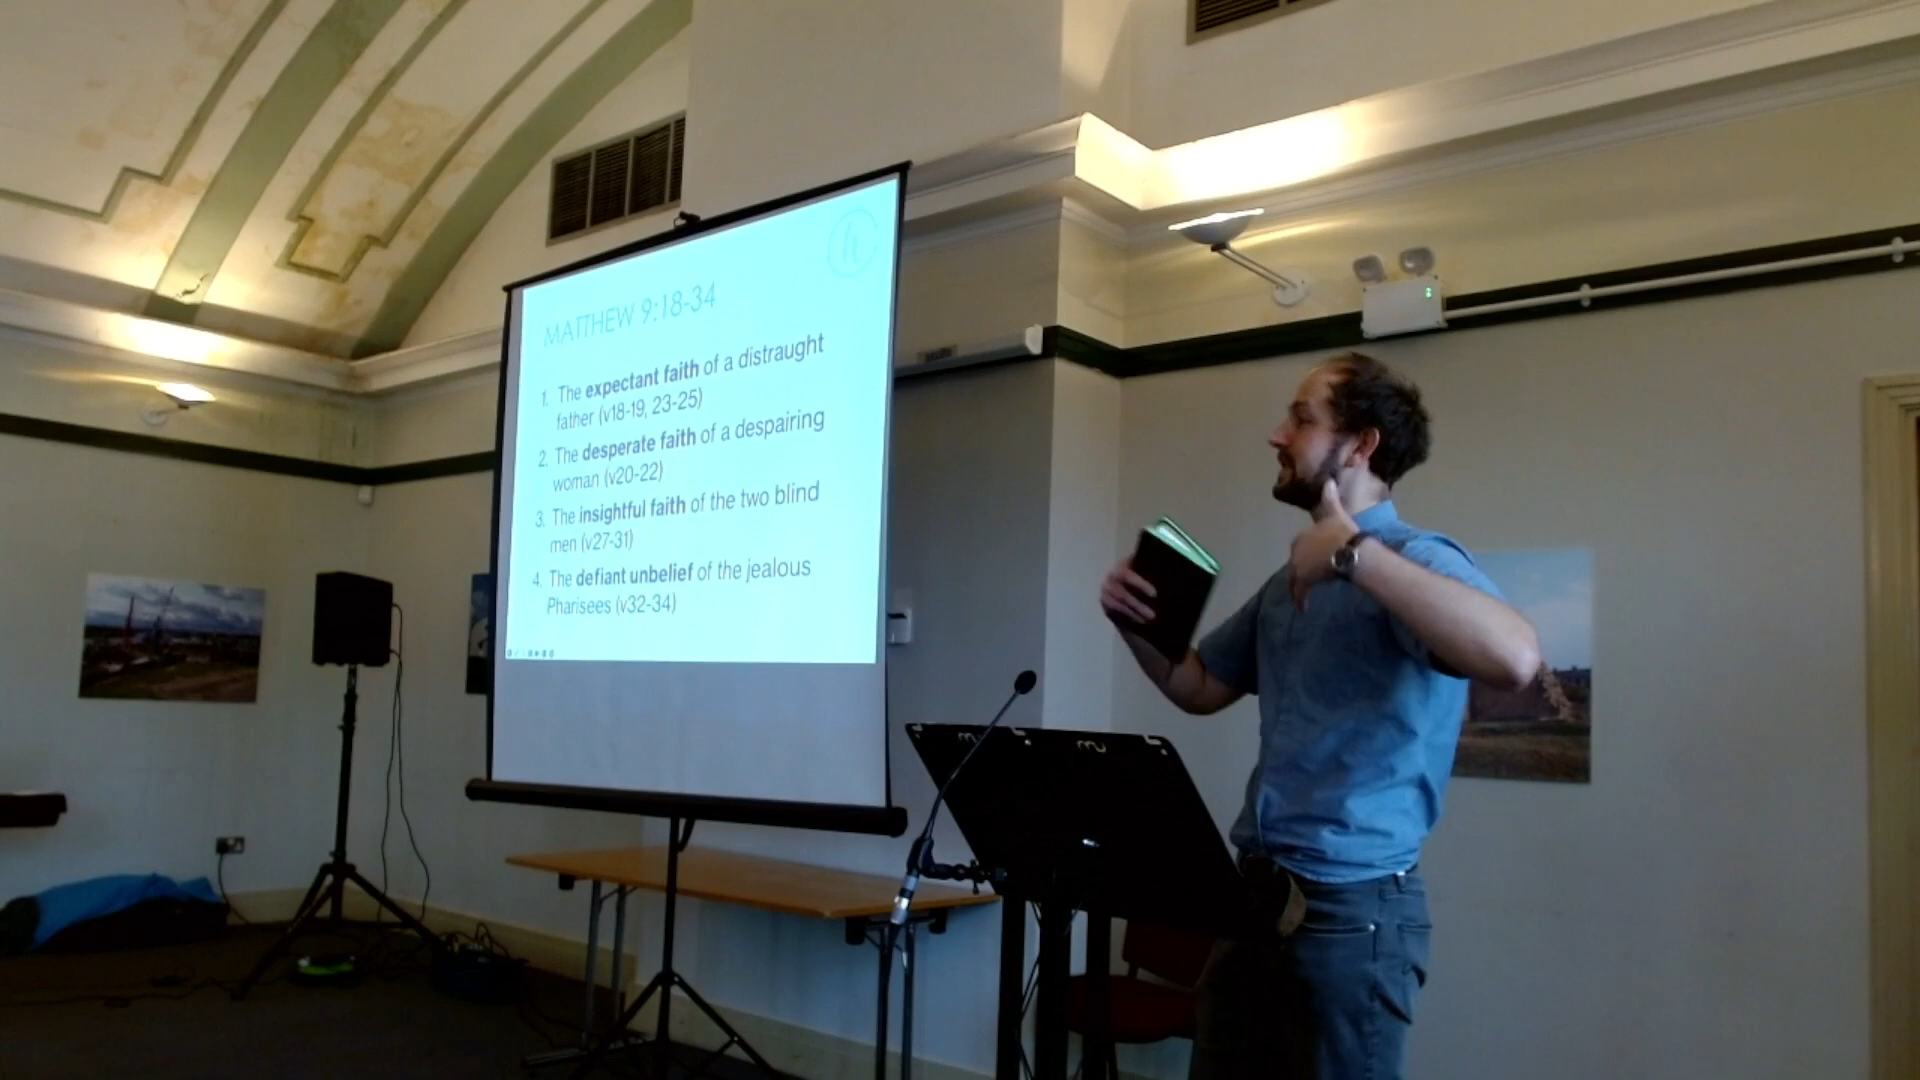 MATTHEW 9:18-34
1. The expectant faith of a distraught
father (v18-19, 23-25)
2. The desperate faith of a despairing
woman (v20-22)
3. The insightful faith of the two blind
men (v27-31)
4. The defiant unbelief of the jealous
Pharisees (v32-34)